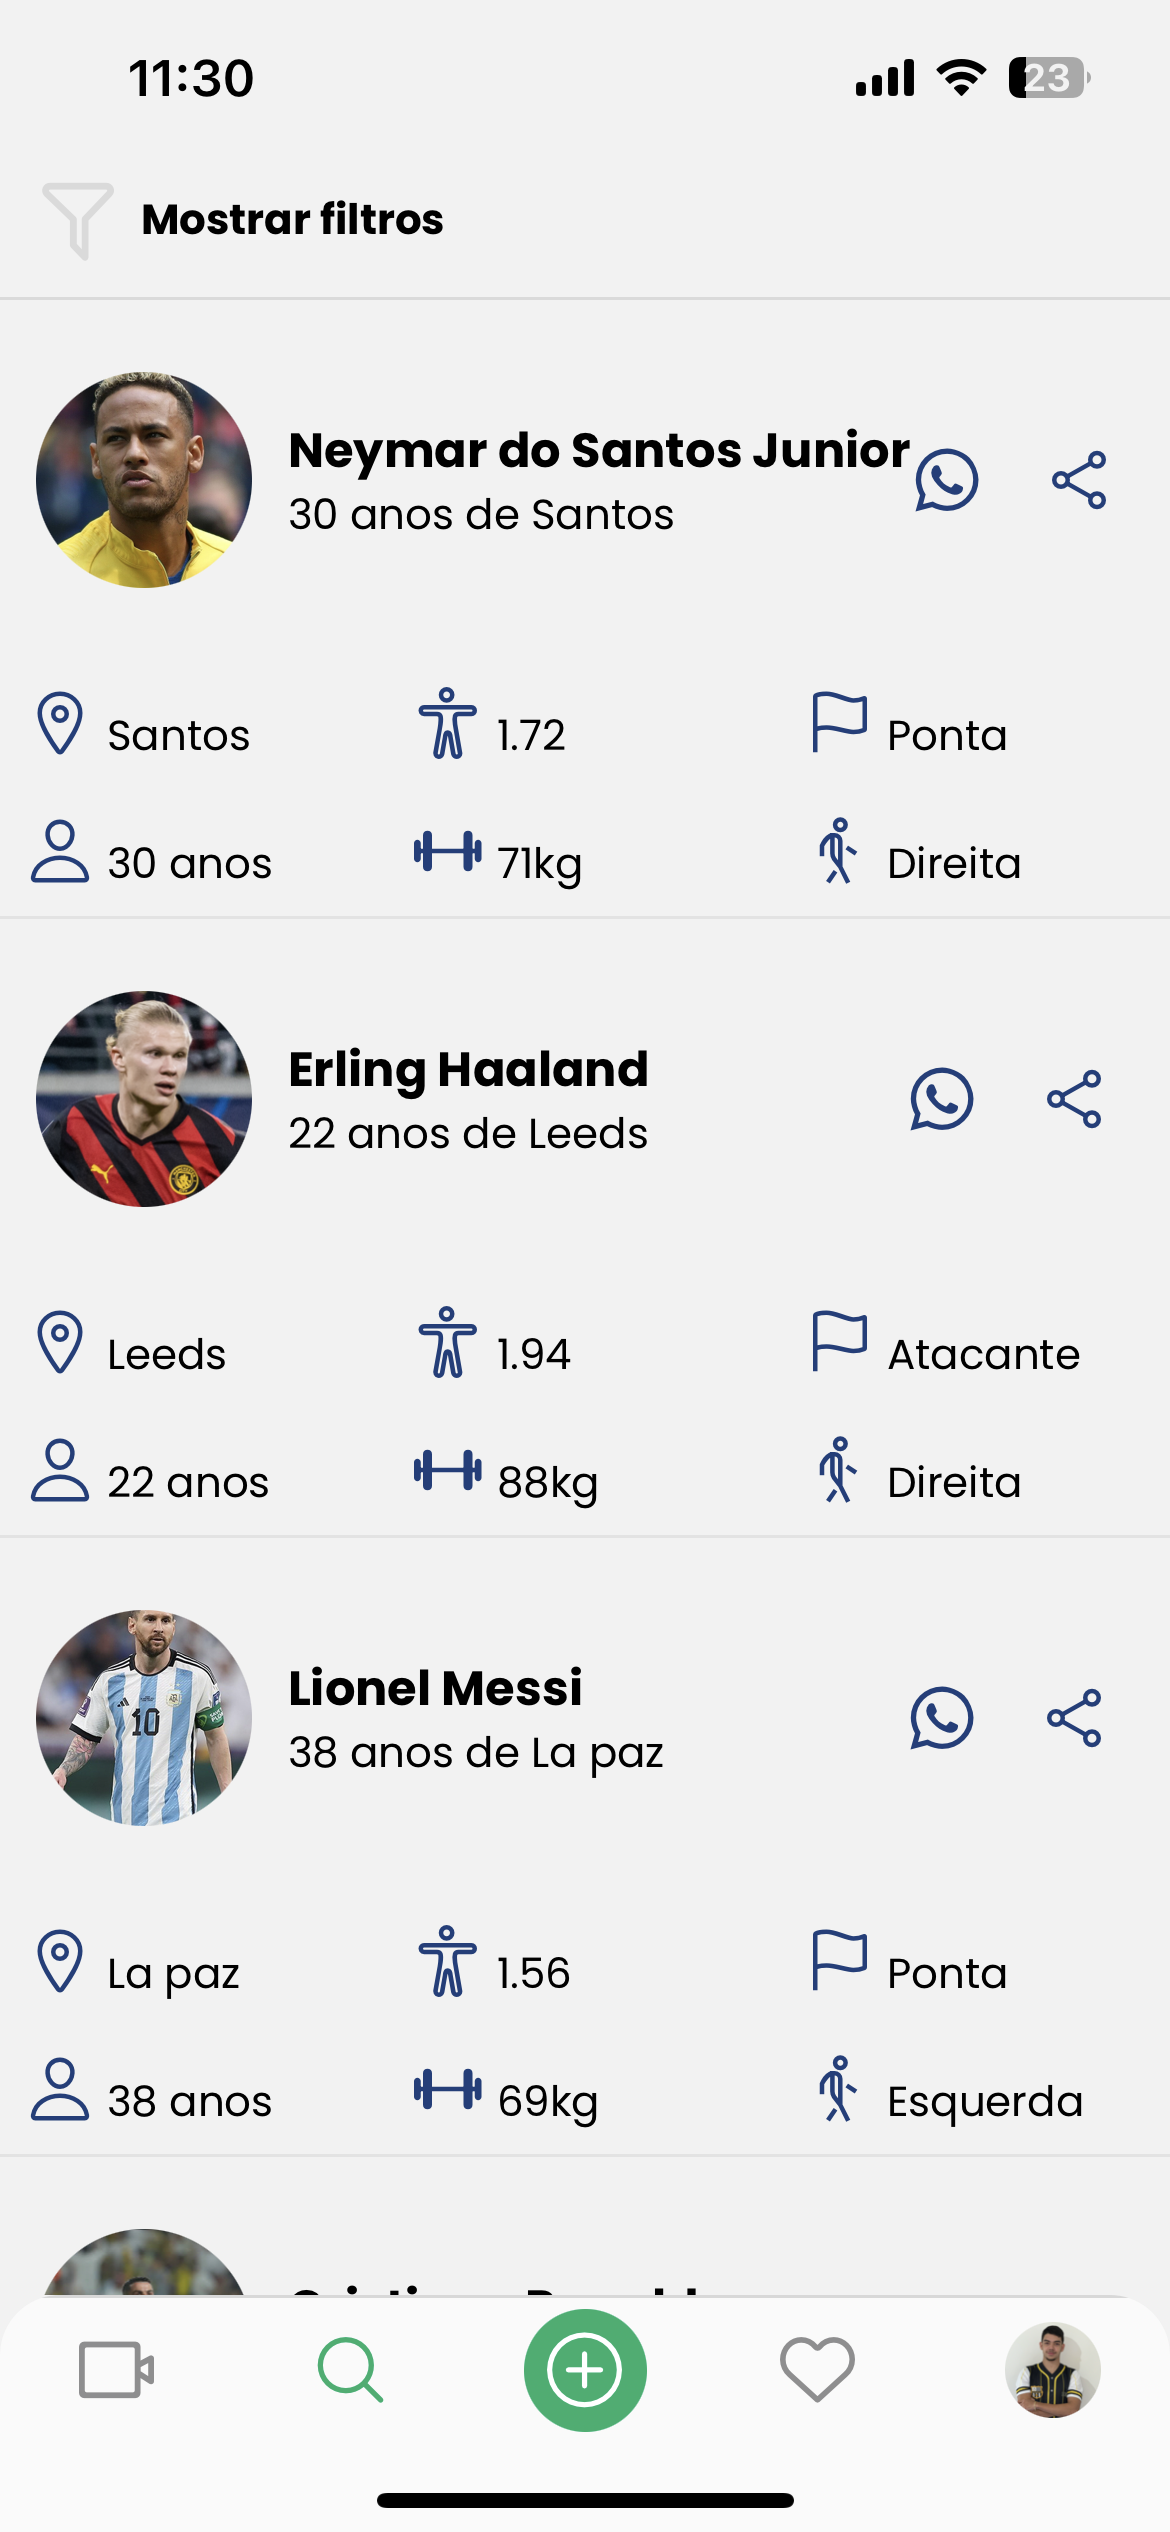 11:30
23
Mostrar filtros
Neymar do Santos Junior
30 anos de Santos
Santos
1.72
Ponta
30 anos
71kg
Direita
Erling Haaland
22 anos de Leeds
Leeds
1.94
Atacante
22 anos
88kg
Direita
Lionel Messi
38 anos de La paz
10
La paz
1.56
Ponta
38 anos
69kg
Esquerda